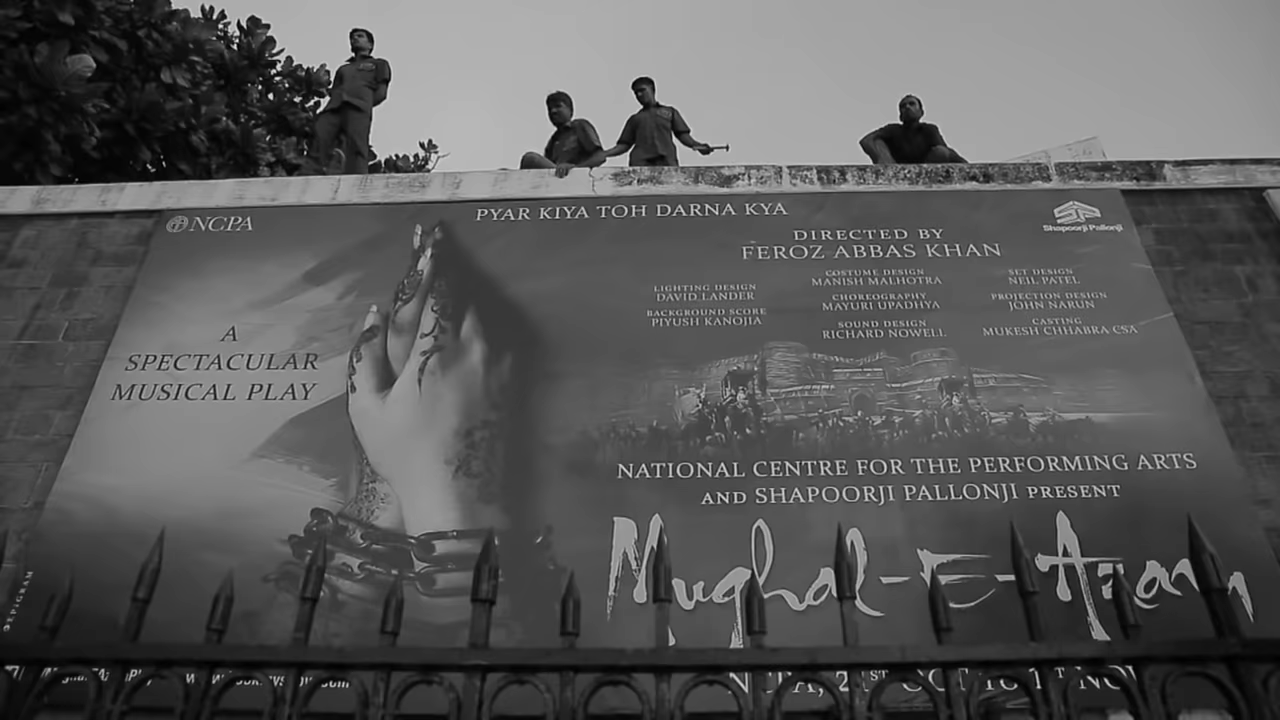 NCPA
PYAR KIYA TOH DARNA KYA
Shapoorji Pallonji
DIRECTED BY
FEROZ ABBAS KHAN
LIGHTING DESIGN
DAVID LANDER
BACKGROUND SCORE
PIYUSH KANOJIA
COSTUME DESIGN
MANISH MALHOTRA
CHOREOGRAPHY
MAYURI UPADHYA
SOUND DESIGN
RICHARD NOWELL
SET DESIGN
NEIL PATEL
PROJECTION DESIGN
JOHN NARUN
CASTING
MUKESH CHHABRA CSA
A
SPECTACULAR
MUSICAL PLAY
NATIONAL CENTRE FOR THE PERFORMING ARTS
AND SHAPOORJI PALLONJI PRESENT
Mughal-E-Azam
EPIGRAM